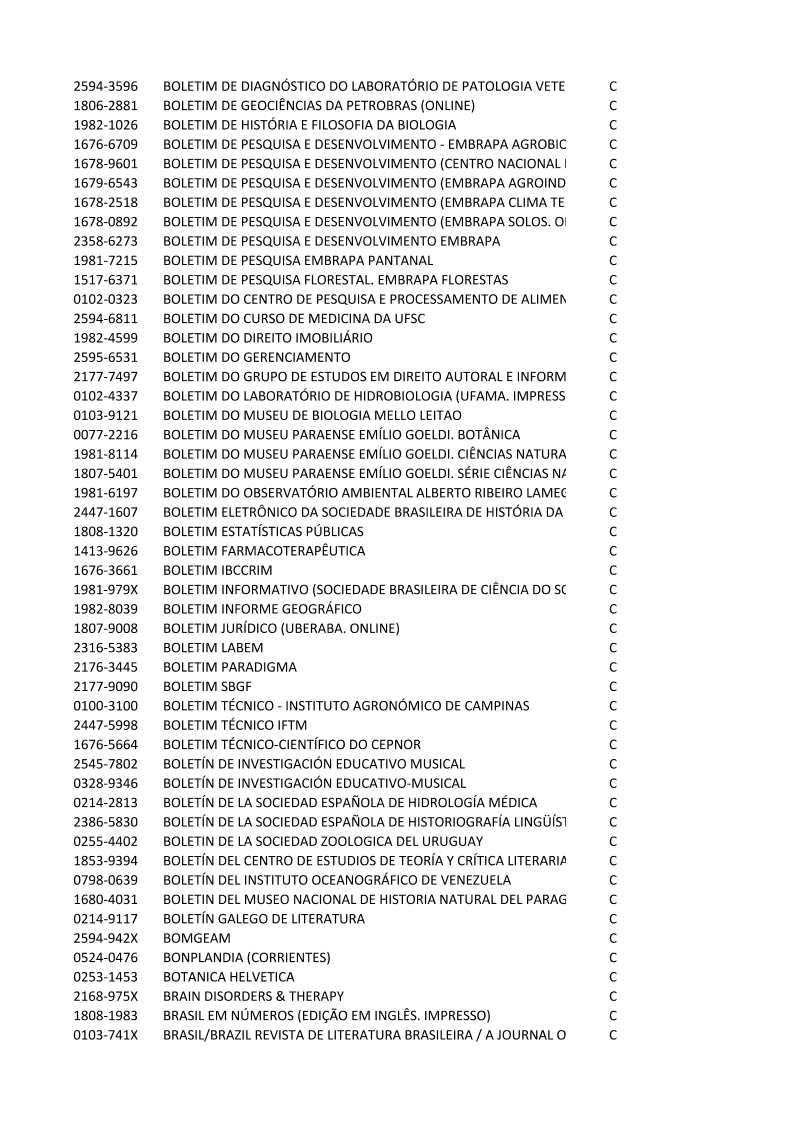 2594-3596 BOLETIM DE DIAGNÓSTICO DO LABORATÓRIO DE PATOLOGIA VETE C
1806-2881 BOLETIM DE GEOCIÊNCIAS DA PETROBRAS (ONLINE) C
1982-1026 BOLETIM DE HISTÓRIA E FILOSOFIA DA BIOLOGIA C
1676-6709 BOLETIM DE PESQUISA E DESENVOLVIMENTO - EMBRAPA AGROBIO C
1678-9601 BOLETIM DE PESQUISA E DESENVOLVIMENTO (CENTRO NACIONAL C
1679-6543 BOLETIM DE PESQUISA E DESENVOLVIMENTO (EMBRAPA AGROIND C
1678-2518 BOLETIM DE PESQUISA E DESENVOLVIMENTO (EMBRAPA CLIMA TE C
1678-0892 BOLETIM DE PESQUISA E DESENVOLVIMENTO (EMBRAPA SOLOS. C
2358-6273 BOLETIM DE PESQUISA E DESENVOLVIMENTO EMBRAPA C
1981-7215 BOLETIM DE PESQUISA EMBRAPA PANTANAL C
1517-6371 BOLETIM DE PESQUISA FLORESTAL. EMBRAPA FLORESTAS C
0102-0323 BOLETIM DO CENTRO DE PESQUISA E PROCESSAMENTO DE ALIMEN C
2594-6811 BOLETIM DO CURSO DE MEDICINA DA UFSC C
1982-4599 BOLETIM DO DIREITO IMOBILIÁRIO C
2595-6531 BOLETIM DO GERENCIAMENTO C
2177-7497 BOLETIM DO GRUPO DE ESTUDOS EM DIREITO AUTORAL E INFORM C
0102-4337 BOLETIM DO LABORATÓRIO DE HIDROBIOLOGIA (UFAMA. IMPRESS C
0103-9121 BOLETIM DO MUSEU DE BIOLOGIA MELLO LEITAO C
0077-2216 BOLETIM DO MUSEU PARAENSE EMÍLIO GOELDI. BOTÂNICA C
1981-8114 BOLETIM DO MUSEU PARAENSE EMÍLIO GOELDI. CIÊNCIAS NATURA C
1807-5401 BOLETIM DO MUSEU PARAENSE EMÍLIO GOELDI. SÉRIE CIÊNCIAS NA C
1981-6197 BOLETIM DO OBSERVATÓRIO AMBIENTAL ALBERTO RIBEIRO LAMEG C
2447-1607 BOLETIM ELETRÔNICO DA SOCIEDADE BRASILEIRA DE HISTÓRIA DA C
1808-1320 BOLETIM ESTATÍSTICAS PÚBLICAS C
1413-9626 BOLETIM FARMACOTERAPÊUTICA C
1676-3661 BOLETIM IBCCRIM C
1981-979X BOLETIM INFORMATIVO (SOCIEDADE BRASILEIRA DE CIÊNCIA DO SO C
1982-8039 BOLETIM INFORME GEOGRÁFICO C
1807-9008 BOLETIM JURÍDICO (UBERABA. ONLINE) C
2316-5383 BOLETIM LABEM C
2176-3445 BOLETIM PARADIGMA C
2177-9090 BOLETIM SBGF C
0100-3100 BOLETIM TÉCNICO - INSTITUTO AGRONÓMICO DE CAMPINAS C
2447-5998 BOLETIM TÉCNICO IFTM C
1676-5664 BOLETIM TÉCNICO-CIENTÍFICO DO CEPNOR C
2545-7802 BOLETÍN DE INVESTIGACIÓN EDUCATIVO MUSICAL C
0328-9346 BOLETÍN DE INVESTIGACIÓN EDUCATIVO-MUSICAL C
0214-2813 BOLETÍN DE LA SOCIEDAD ESPAÑOLA DE HIDROLOGÍA MÉDICA C
2386-5830 BOLETÍN DE LA SOCIEDAD ESPAÑOLA DE HISTORIOGRAFÍA LINGÜÍST C
0255-4402 BOLETIN DE LA SOCIEDAD ZOOLOGICA DEL URUGUAY C
1853-9394 BOLETÍN DEL CENTRO DE ESTUDIOS DE TEORÍA Y CRÍTICA LITERARIA C
0798-0639 BOLETÍN DEL INSTITUTO OCEANOGRÁFICO DE VENEZUELA C
1680-4031 BOLETIN DEL MUSEO NACIONAL DE HISTORIA NATURAL DEL PARAG C
0214-9117 BOLETÍN GALEGO DE LITERATURA C
2594-942X BOMGEAM C
0524-0476 BONPLANDIA (CORRIENTES) C
0253-1453 BOTANICA HELVETICA C
2168-975X BRAIN DISORDERS & THERAPY C
1808-1983 BRASIL EM NÚMEROS (EDIÇÃO EM INGLÊS. IMPRESSO) C
0103-741X BRASIL/BRAZIL REVISTA DE LITERATURA BRASILEIRA / A JOURNAL O C